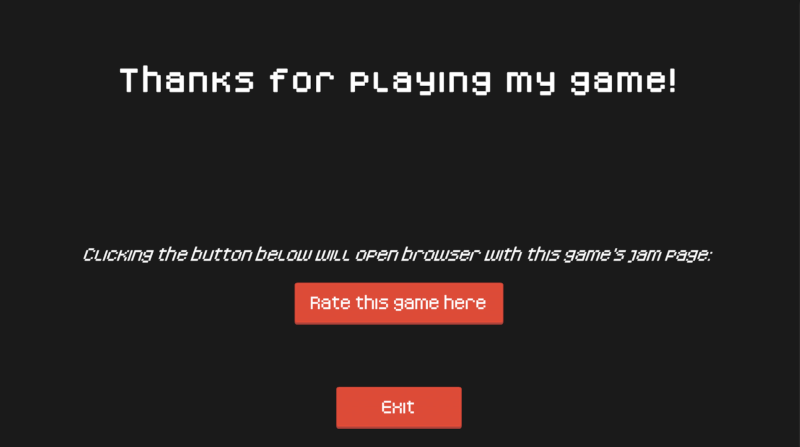 Thanks for playing my game!
Clicking the button below will open browser with this game's jam page:
Rate this game here
Exit